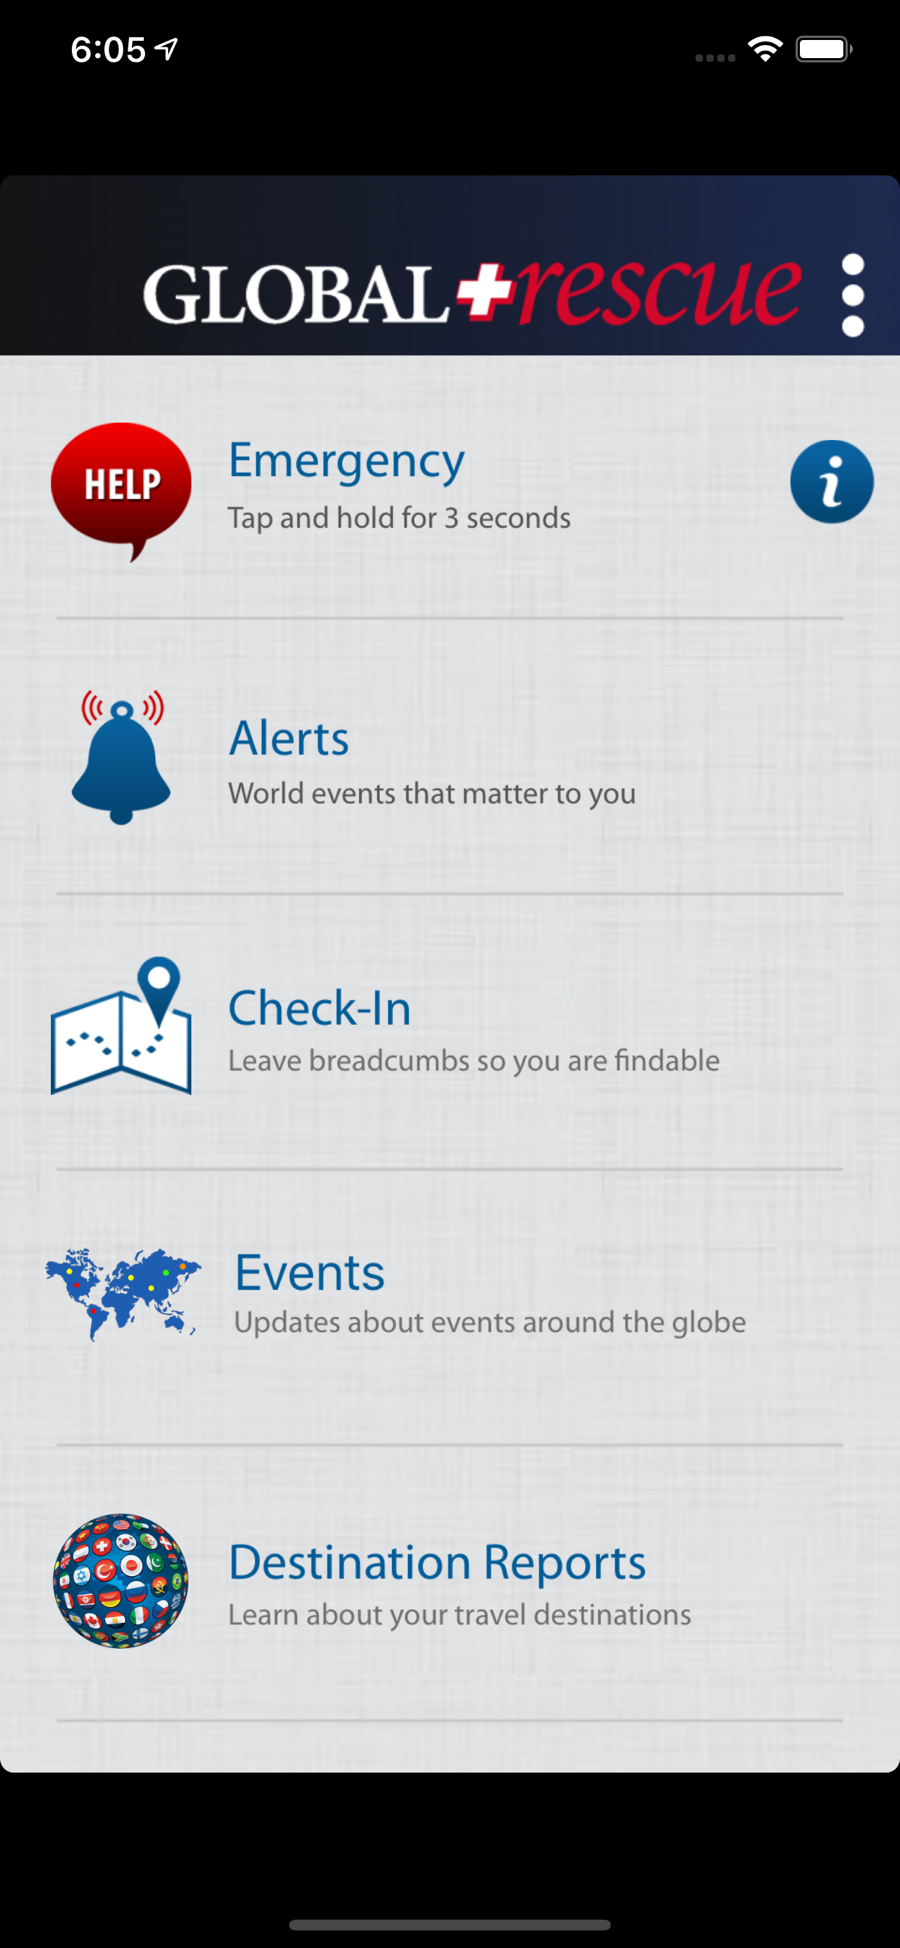 6:05
GLOBAL rescue
HELP
Emergency
Tap and hold for 3 seconds
i
Alerts
World events that matter to you
Check-In
Leave breadcumbs so you are findable
Events
Updates about events around the globe
Destination Reports
Learn about your travel destinations